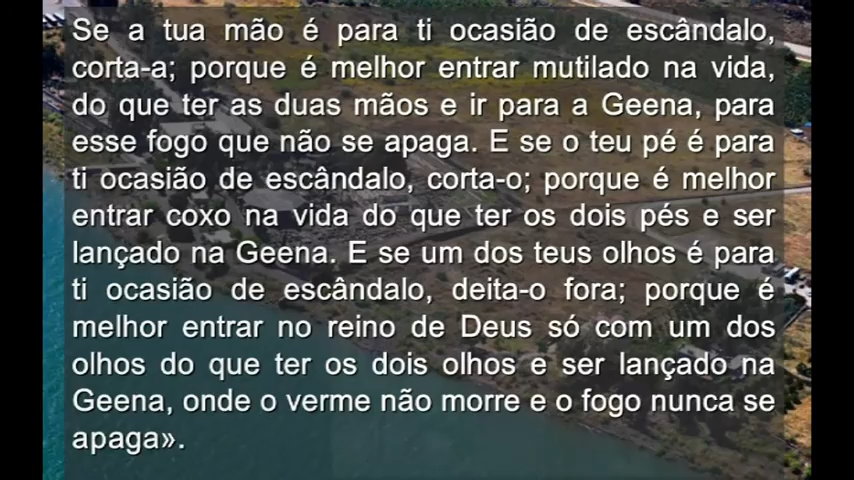 Se a tua mão é para ti ocasião de escândalo,
corta-a; porque é melhor entrar mutilado na vida,
do que ter as duas mãos e ir para a Geena, para
esse fogo que não se apaga. E se o teu pé é para
ti ocasião de escândalo, corta-o; porque é melhor
entrar coxo na vida do que ter os dois pés e ser
lançado na Geena. E se um dos teus olhos é para
ti ocasião de escândalo, deita-o fora; porque é
melhor entrar no reino de Deus só com um dos
olhos do que ter os dois olhos e ser lançado na
Geena, onde o verme não morre e o fogo nunca se
apaga».